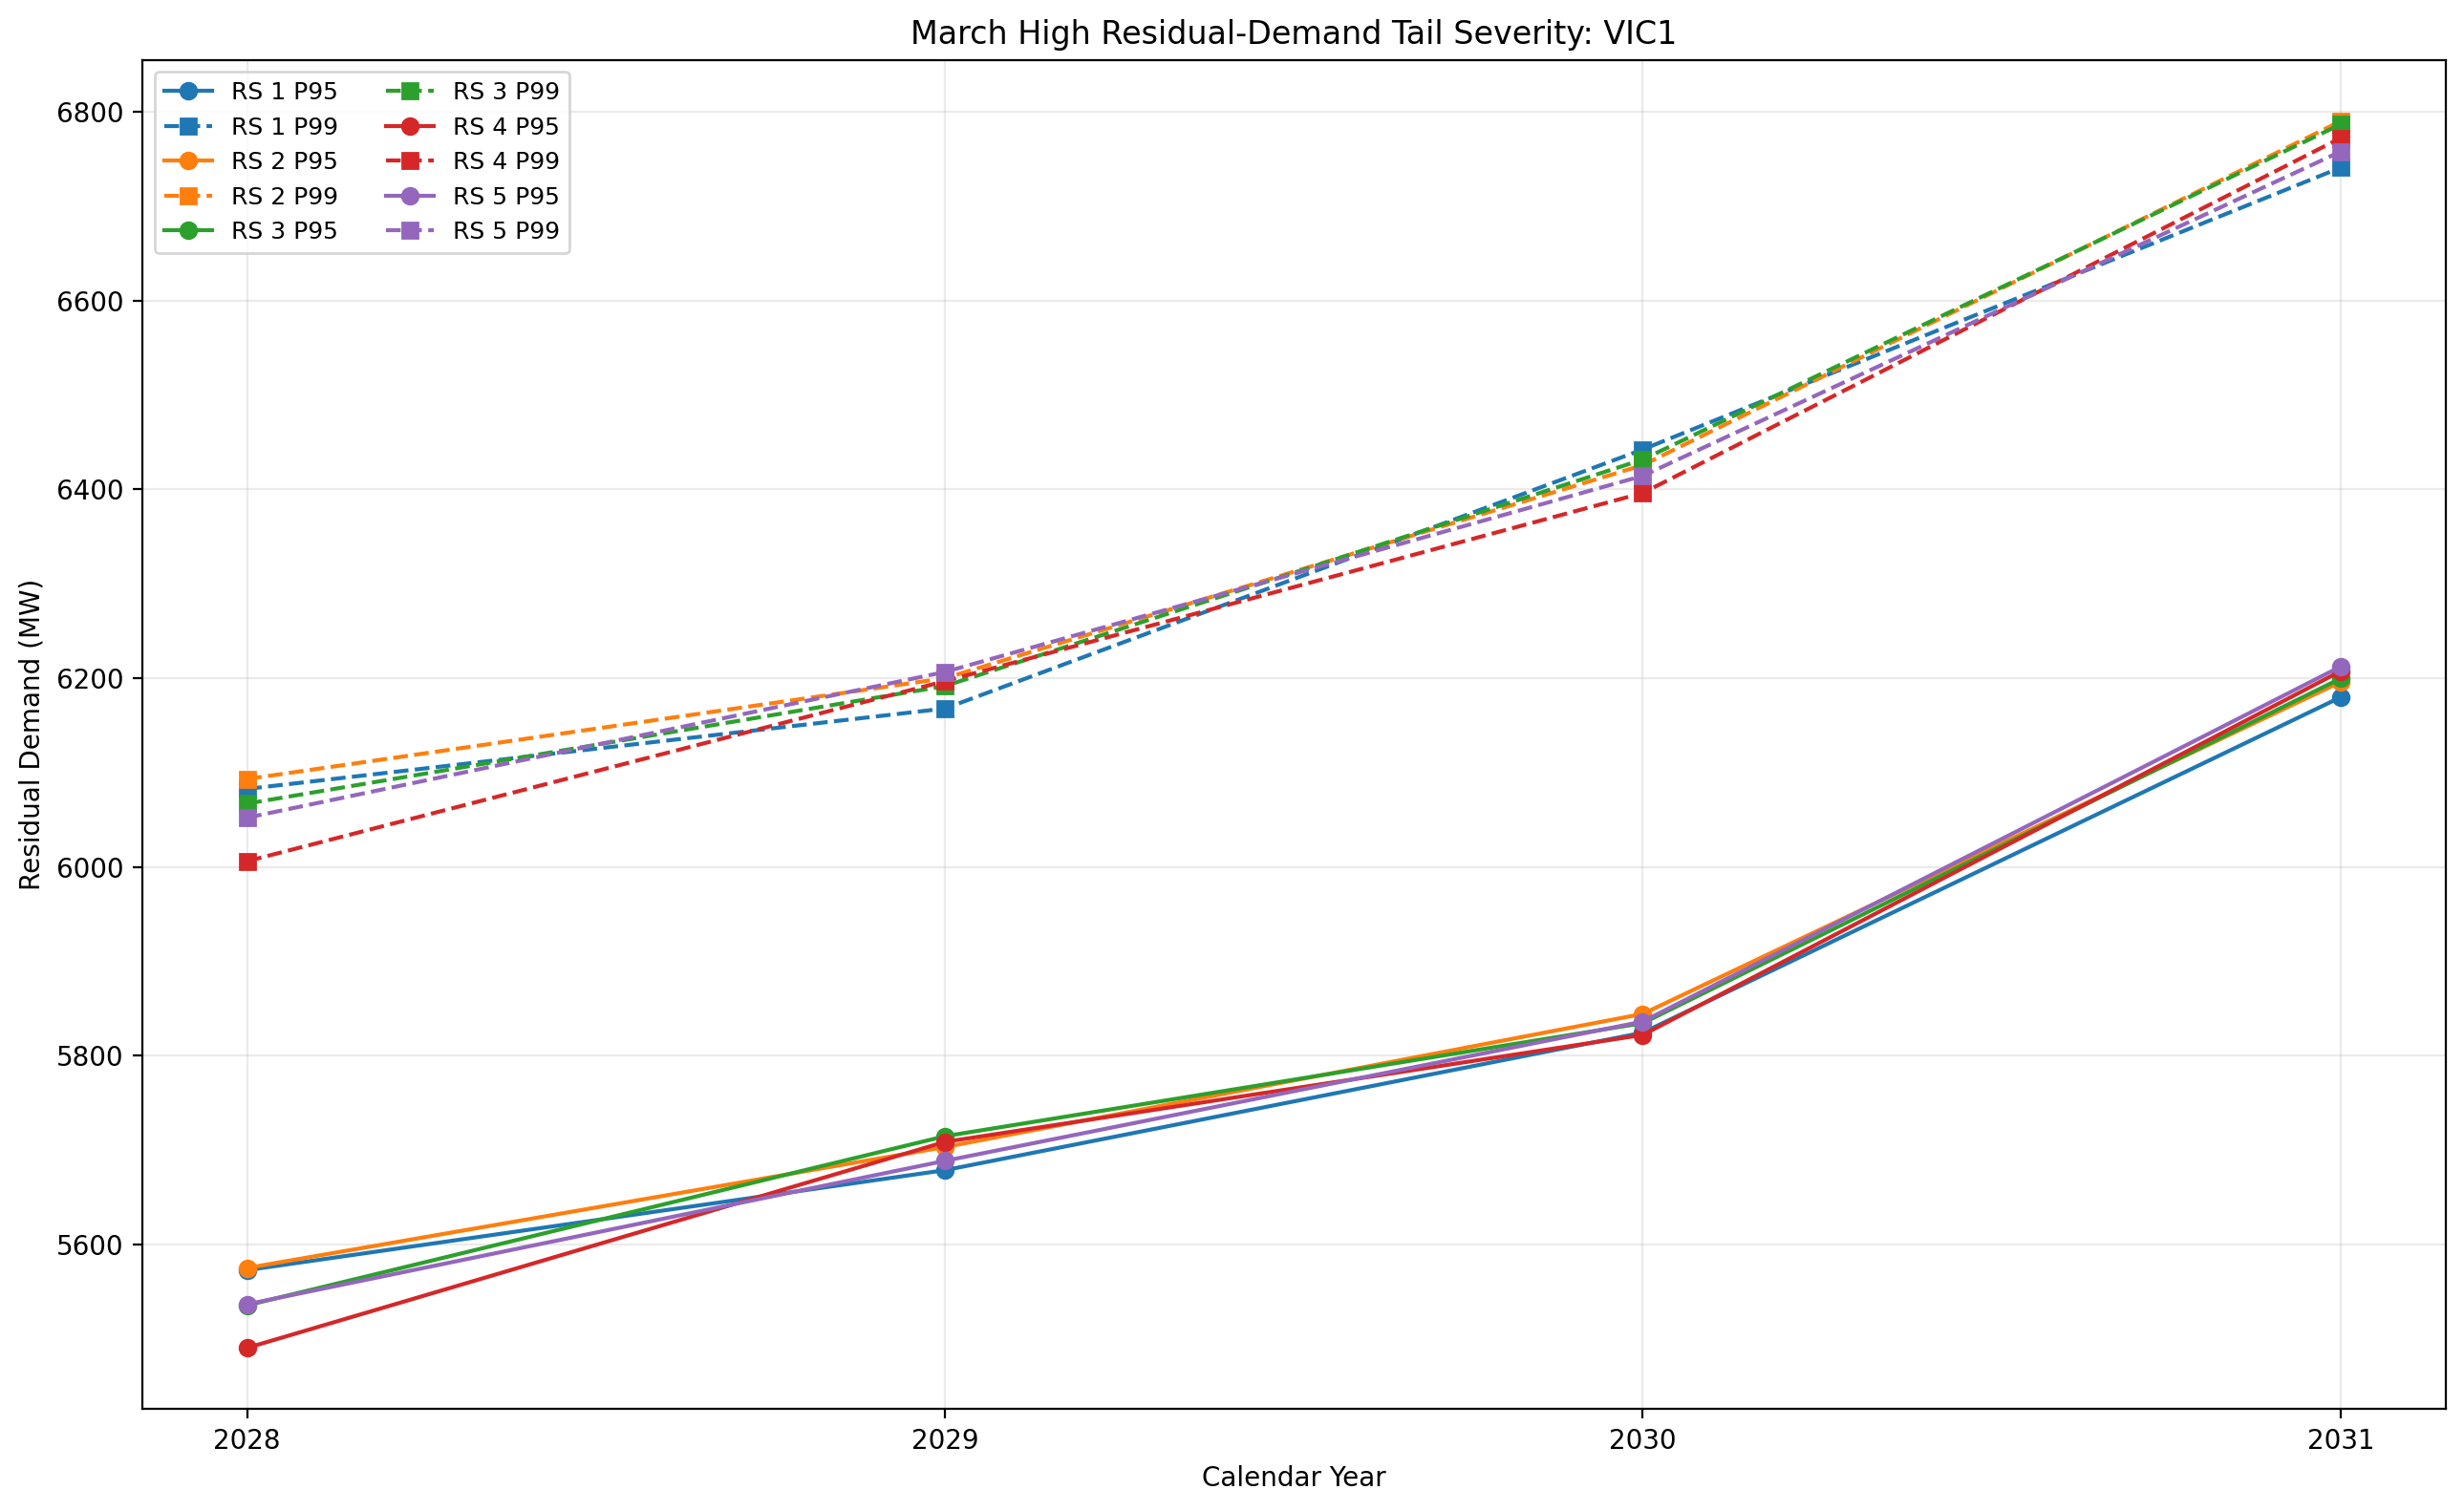 March High Residual-Demand Tail Severity: VIC1
RS 1 P95
RS 1 P99
RS 2 P95
RS 2 P99
RS 3 P95
RS 3 P99
RS 4 P95
RS 4 P99
RS 5 P95
RS 5 P99
Residual Demand (MW)
6800
6600
6400
6200
6000
5800
5600
2028 2029 2030 2031
Calendar Year